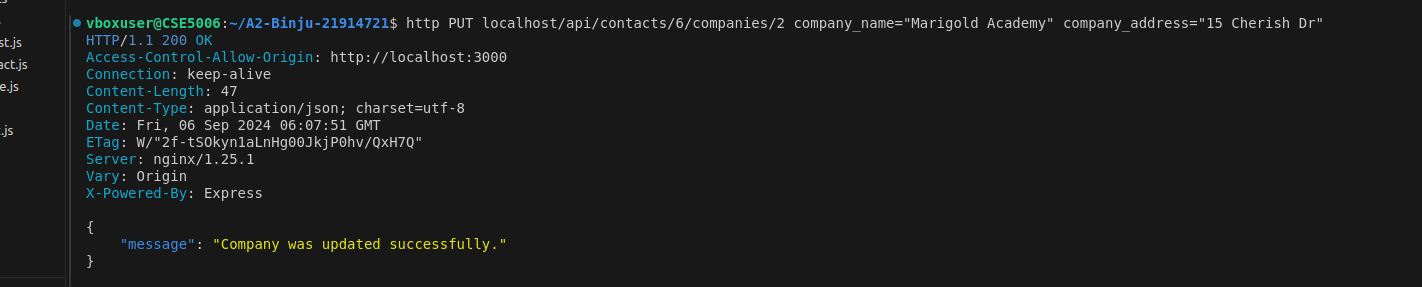 vboxuser@CSE5006:~/A2-Binju-21914721$ http PUT localhost/api/contacts/6/companies/2 company_name="Marigold Academy" company_address="15 Cherish Dr"
HTTP/1.1 200 OK
st.js
Access-Control-Allow-Origin: http://localhost:3000
act.js
Connection: keep-alive
e.js
Content-Length: 47
Content-Type: application/json; charset=utf-8
.js
Date: Fri, 06 Sep 2024 06:07:51 GMT
ETag: W/"2f-tSOkyn1aLnHg00JkjP0hv/QxH7Q"
Server: nginx/1.25.1
Vary: Origin
X-Powered-By: Express
{
"message": "Company was updated successfully."
}